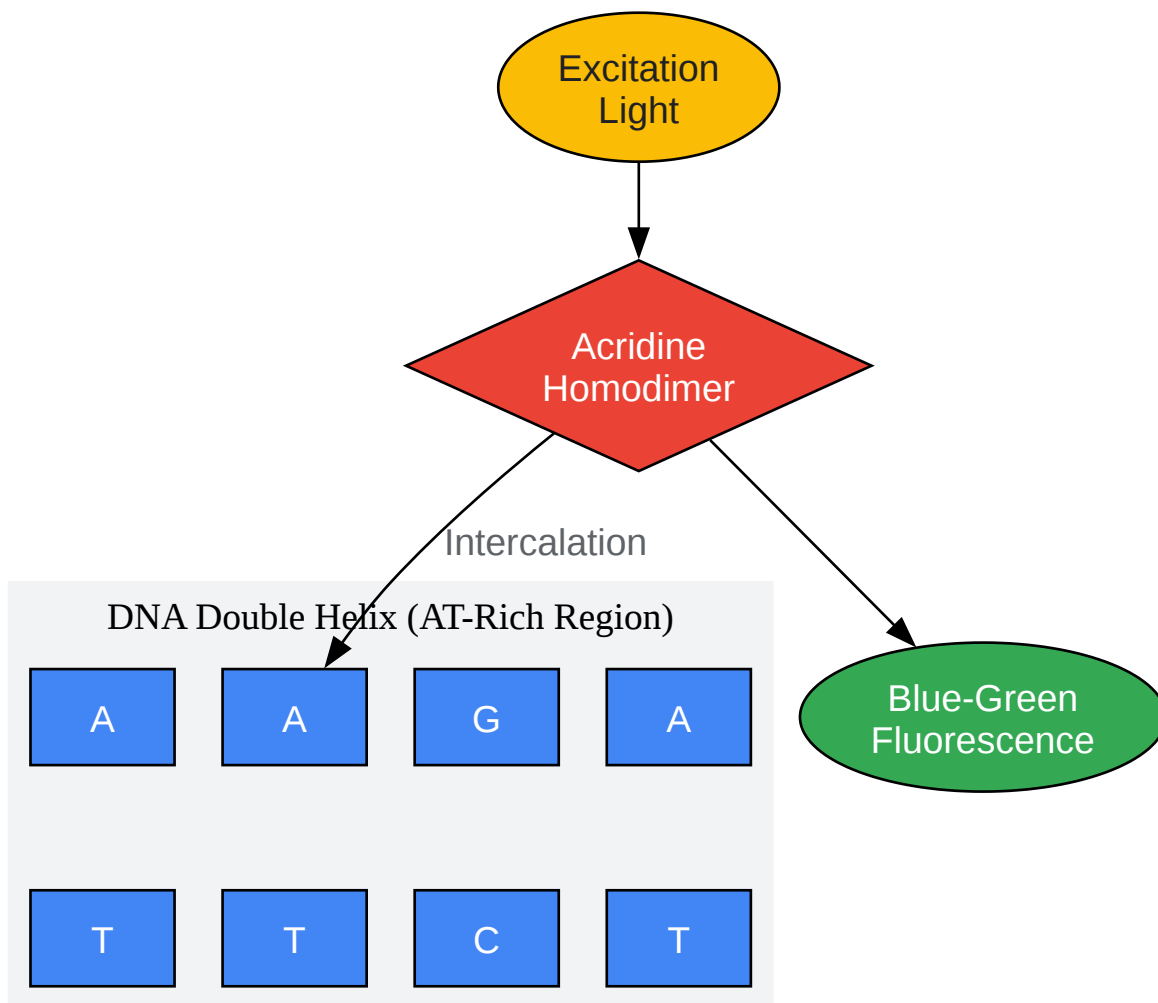 Excitation
Light
Acridine
Homodimer
Intercalation
DNA Double Helix (AT-Rich Region)
A A G A
Blue-Green
Fluorescence
T T C T